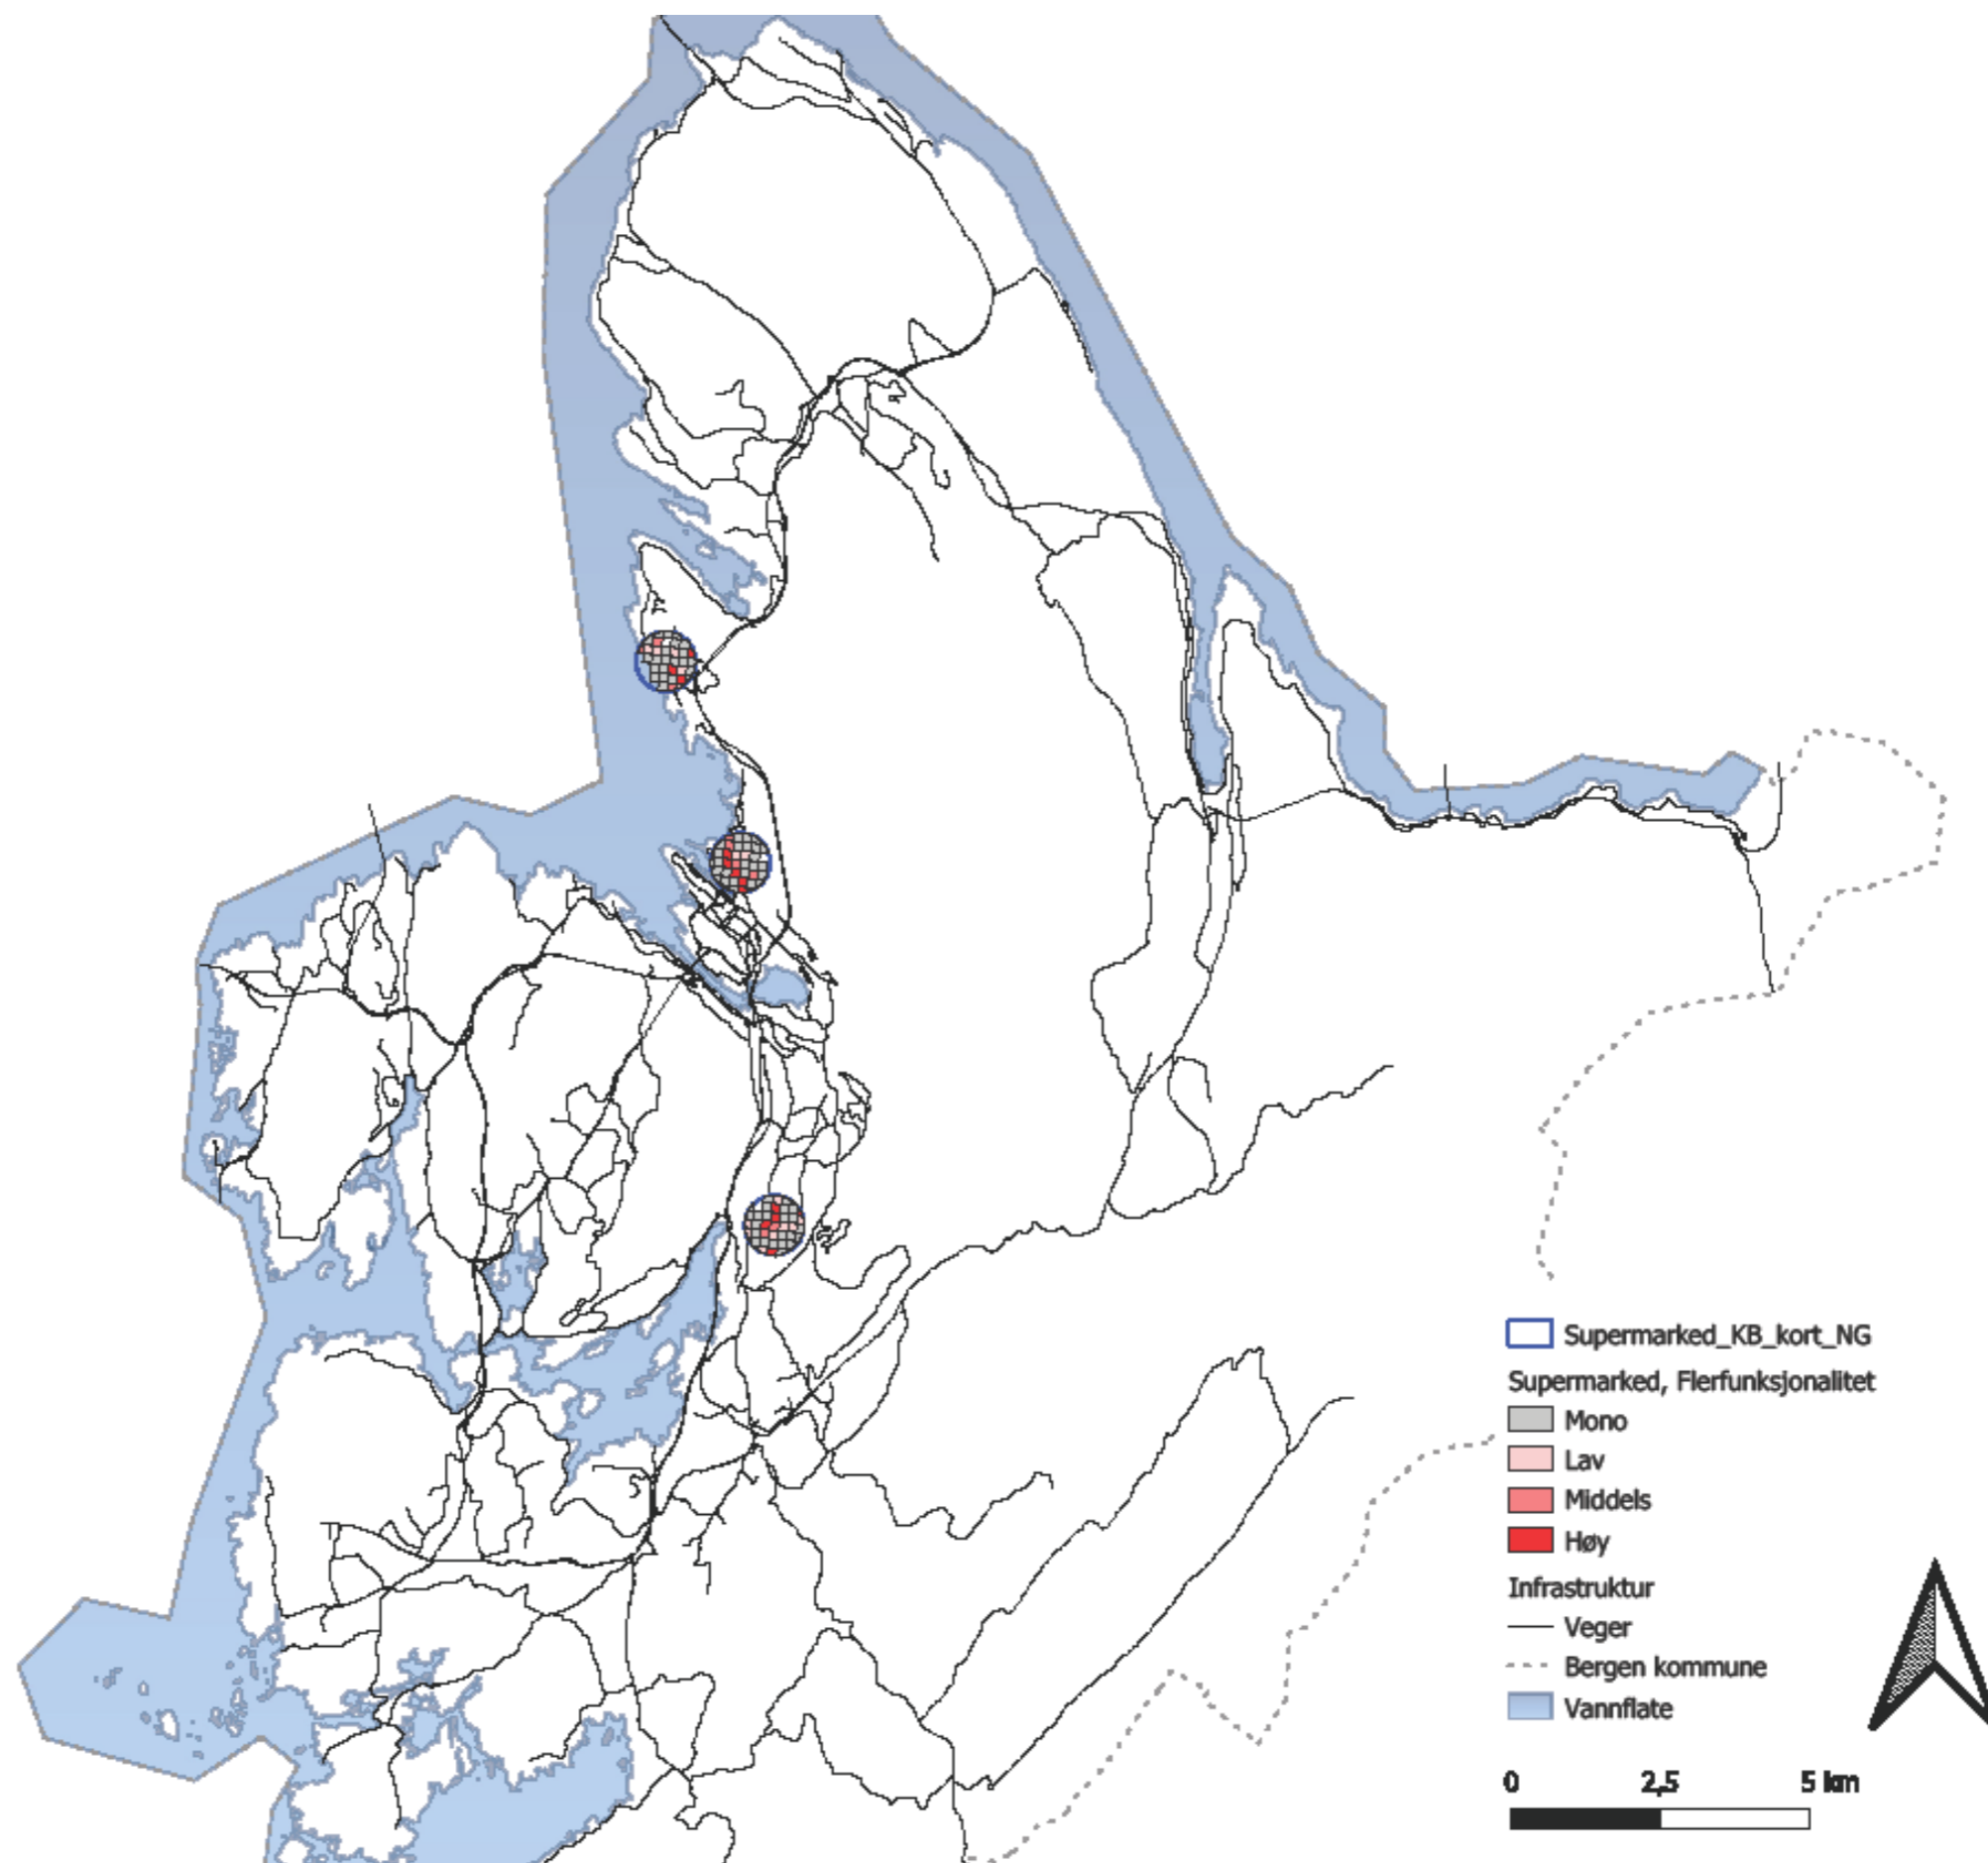 Supermarked_KB_kort_NG
Supermarked, Flerfunksjonalitet
Mono
Lav
Middels
Høy
Infrastruktur
Veger
Bergen kommune
Vannflate
0 2,5 5 km